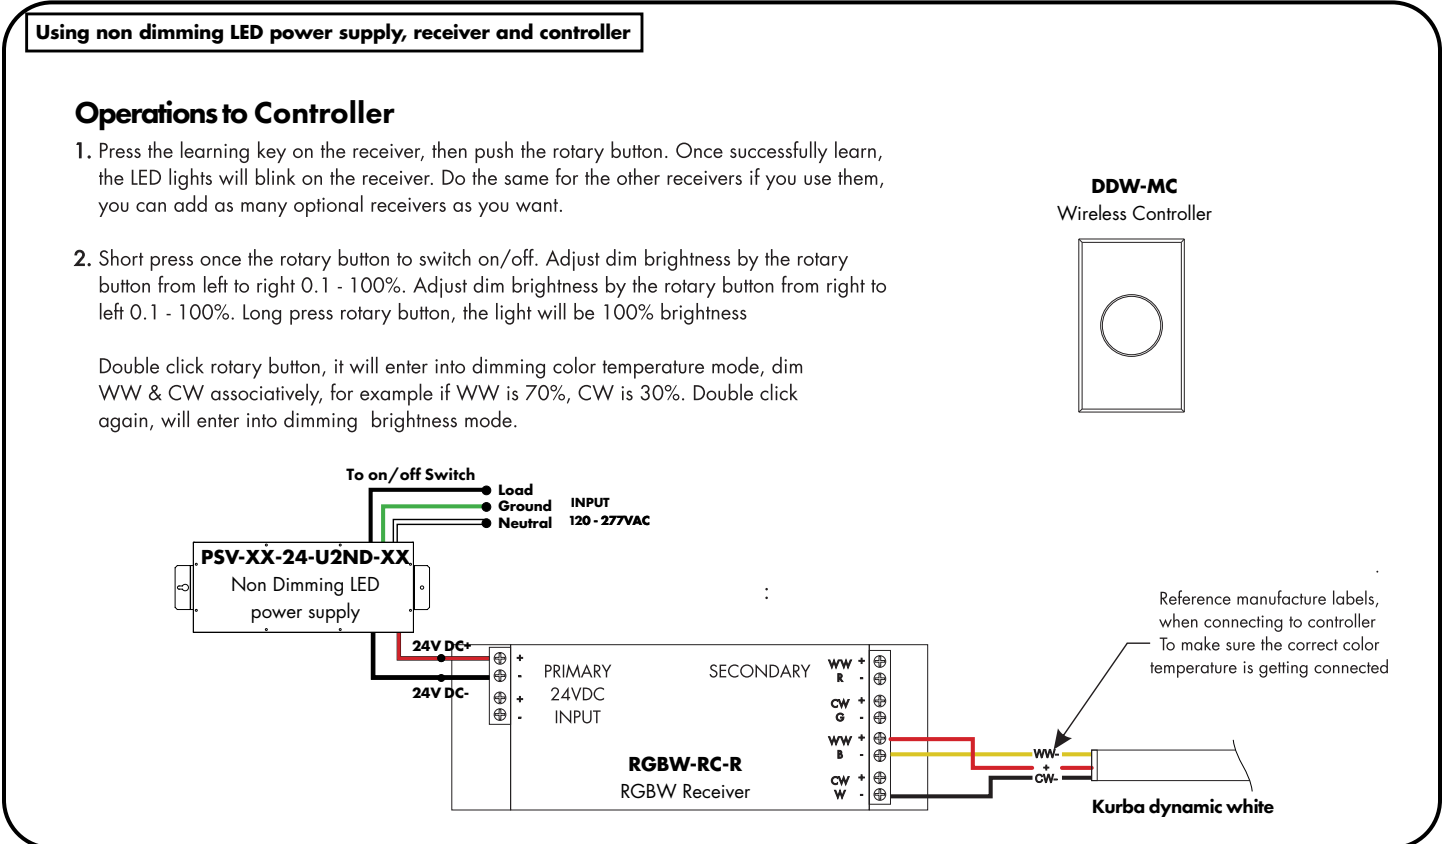 Using non dimming LED power supply, receiver and controller
Operations to Controller
1. Press the learning key on the receiver, then push the rotary button. Once successfully learn,
the LED lights will blink on the receiver. Do the same for the other receivers if you use them,
you can add as many optional receivers as you want.
2. Short press once the rotary button to switch on/off. Adjust dim brightness by the rotary
button from left to right 0.1 - 100%. Adjust dim brightness by the rotary button from right to
left 0.1 - 100%. Long press rotary button, the light will be 100% brightness
Double click rotary button, it will enter into dimming color temperature mode, dim
WW & CW associatively, for example if WW is 70%, CW is 30%. Double click
again, will enter into dimming brightness mode.
DDW-MC
Wireless Controller
To on/off Switch
Load
Ground
Neutral
INPUT
120 - 277VAC
PSV-XX-24-U2ND-XX
Non Dimming LED
power supply
:
24V DC+
24V DC-
+
-
+
-
PRIMARY
24VDC
INPUT
SECONDARY
WW +
R -
CW +
G -
WW +
B -
CW +
W -
RGBW-RC-R
RGBW Receiver
.
Reference manufacture labels,
when connecting to controller
To make sure the correct color
temperature is getting connected
WW-
+
CW-
Kurba dynamic white